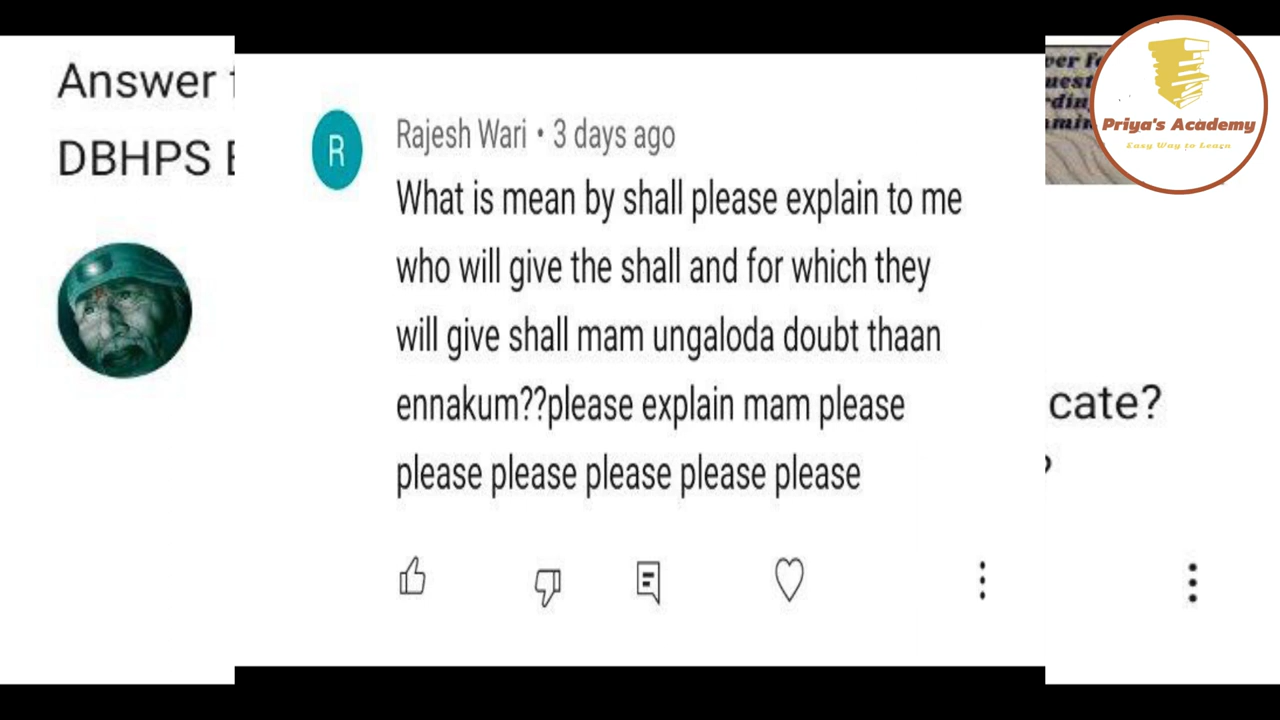 Answer
DBHPS
R
Rajesh Wari • 3 days ago
What is mean by shall please explain to me
who will give the shall and for which they
will give shall mam ungaloda doubt thaan
ennakum??please explain mam please
please please please please please
cate?
?
Priya's Academy
Easy Way to Learn